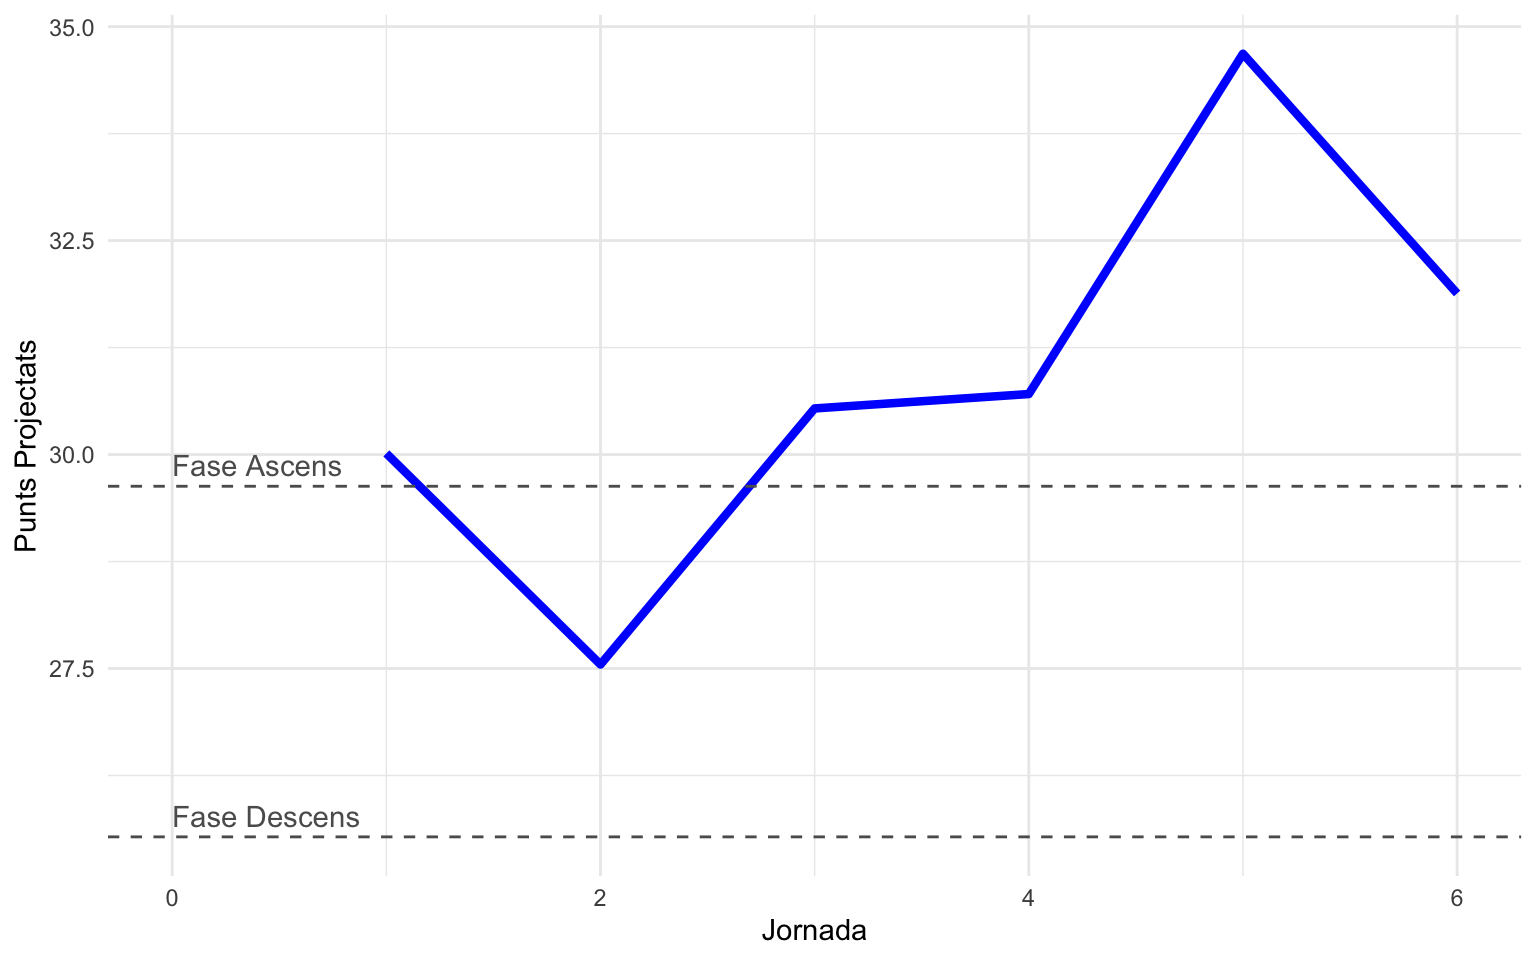 35.0
32.5
30.0
27.5
Punts Projectats
Fase Ascens
Fase Descens
0 2 4 6
Jornada